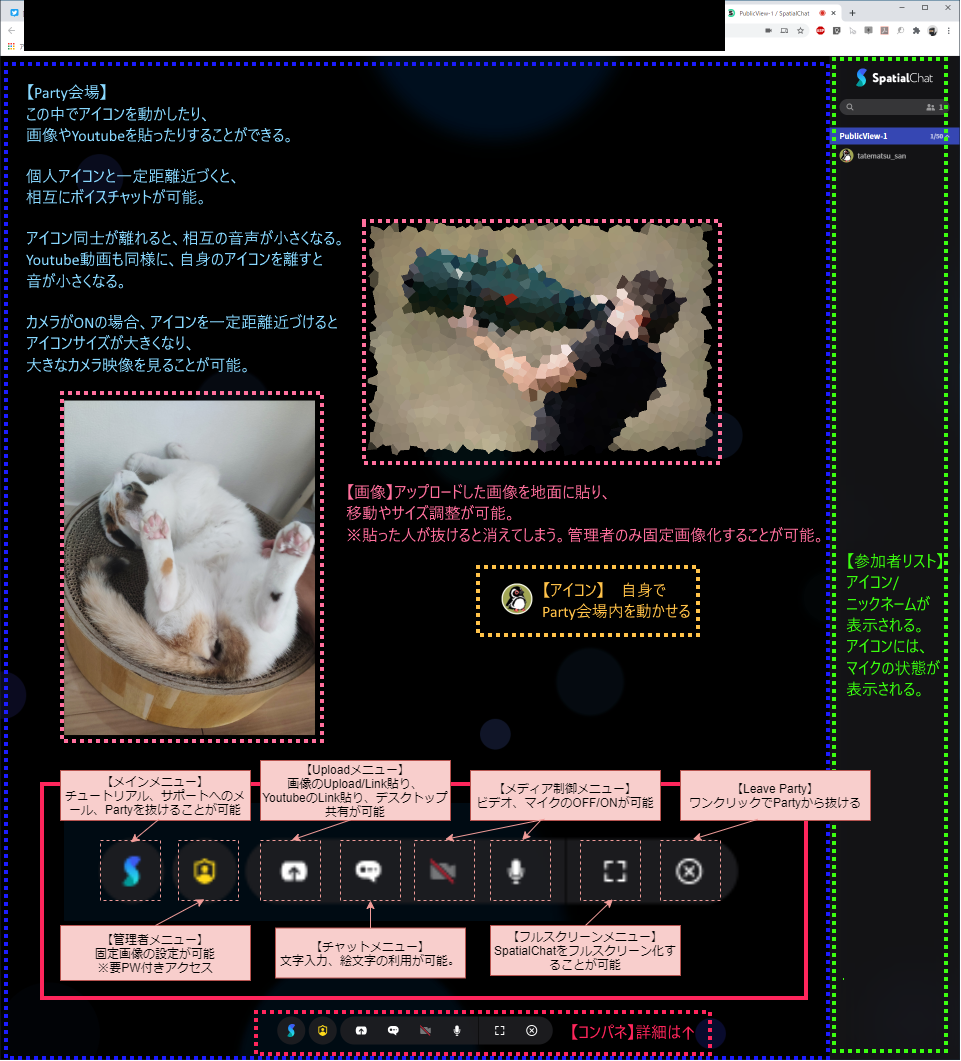 PublicView-1 / SpatialChat
SpatialChat
1
PublicView-1
1/50
tatematsu_san
【Party会場】
この中でアイコンを動かしたり、
画像やYoutubeを貼ったりすることができる。
個人アイコンと一定距離近づくと、
相互にボイスチャットが可能。
アイコン同士が離れると、相互の音声が小さくなる。
Youtube動画も同様に、自身のアイコンを離すと
音が小さくなる。
カメラがONの場合、アイコンを一定距離近づけると
アイコンサイズが大きくなり、
大きなカメラ映像を見ることが可能。
【画像】アップロードした画像を地面に貼り、
移動やサイズ調整が可能。
※貼った人が抜けると消えてしまう。管理者のみ固定画像化することが可能。
【アイコン】 自身で
Party会場内を動かせる
【参加者リスト】
アイコン/
ニックネームが
表示される。
アイコンには、
マイクの状態が
表示される。
【メインメニュー】
チュートリアル、サポートへのメ
ール、Partyを抜けることが可能
【Uploadメニュー】
画像のUpload/Link貼り、
YoutubeのLink貼り、デスクトップ
共有が可能
【メディア制御メニュー】
ビデオ、マイクのOFF/ONが可能
【Leave Party】
ワンクリックでPartyから抜ける
【管理者メニュー】
固定画像の設定が可能
※要PW付きアクセス
【チャットメニュー】
文字入力、絵文字の利用が可能。
【フルスクリーンメニュー】
SpatialChatをフルスクリーン化す
ることが可能
【コンパネ】詳細は↑